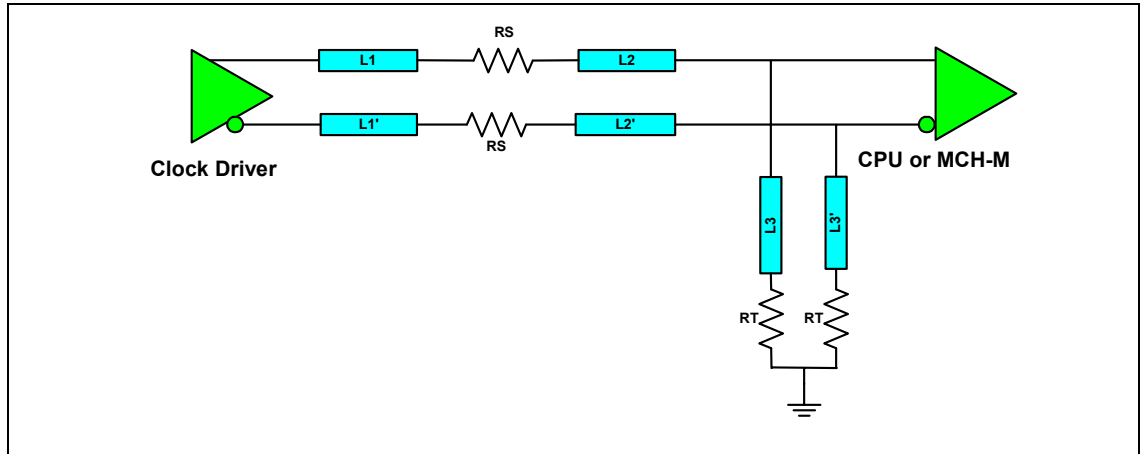 RS
L1
L2
L1'
L2'
RS
Clock Driver
CPU or MCH-M
L3
L3'
RT
RT